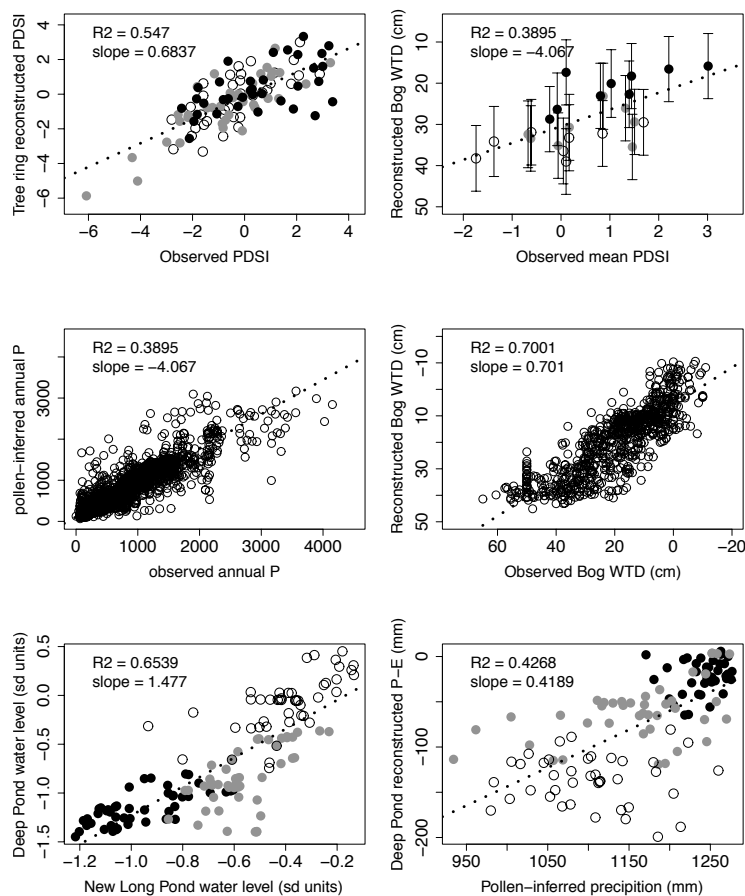 R2 = 0.547
slope = 0.6837
Tree ring reconstructed PDSI
4
2
0
−2
−4
−6
−6 −4 −2 0 2 4
Observed PDSI
R2 = 0.3895
slope = −4.067
Reconstructed Bog WTD (cm)
10
20
30
40
50
−2 −1 0 1 2 3
Observed mean PDSI
R2 = 0.3895
slope = −4.067
pollen−inferred annual P
3000
1000
0
0 1000 2000 3000 4000
observed annual P
R2 = 0.7001
slope = 0.701
Reconstructed Bog WTD (cm)
−10
10
30
50
60 40 20 0 −20
Observed Bog WTD (cm)
R2 = 0.6539
slope = 1.477
Deep Pond water level (sd units)
0.5
0.0
−0.5
−1.0
−1.5
−1.2 −1.0 −0.8 −0.6 −0.4 −0.2
New Long Pond water level (sd units)
R2 = 0.4268
slope = 0.4189
Deep Pond reconstructed P−E (mm)
0
−50
−100
−200
950 1050 1150 1250
Pollen−inferred precipition (mm)